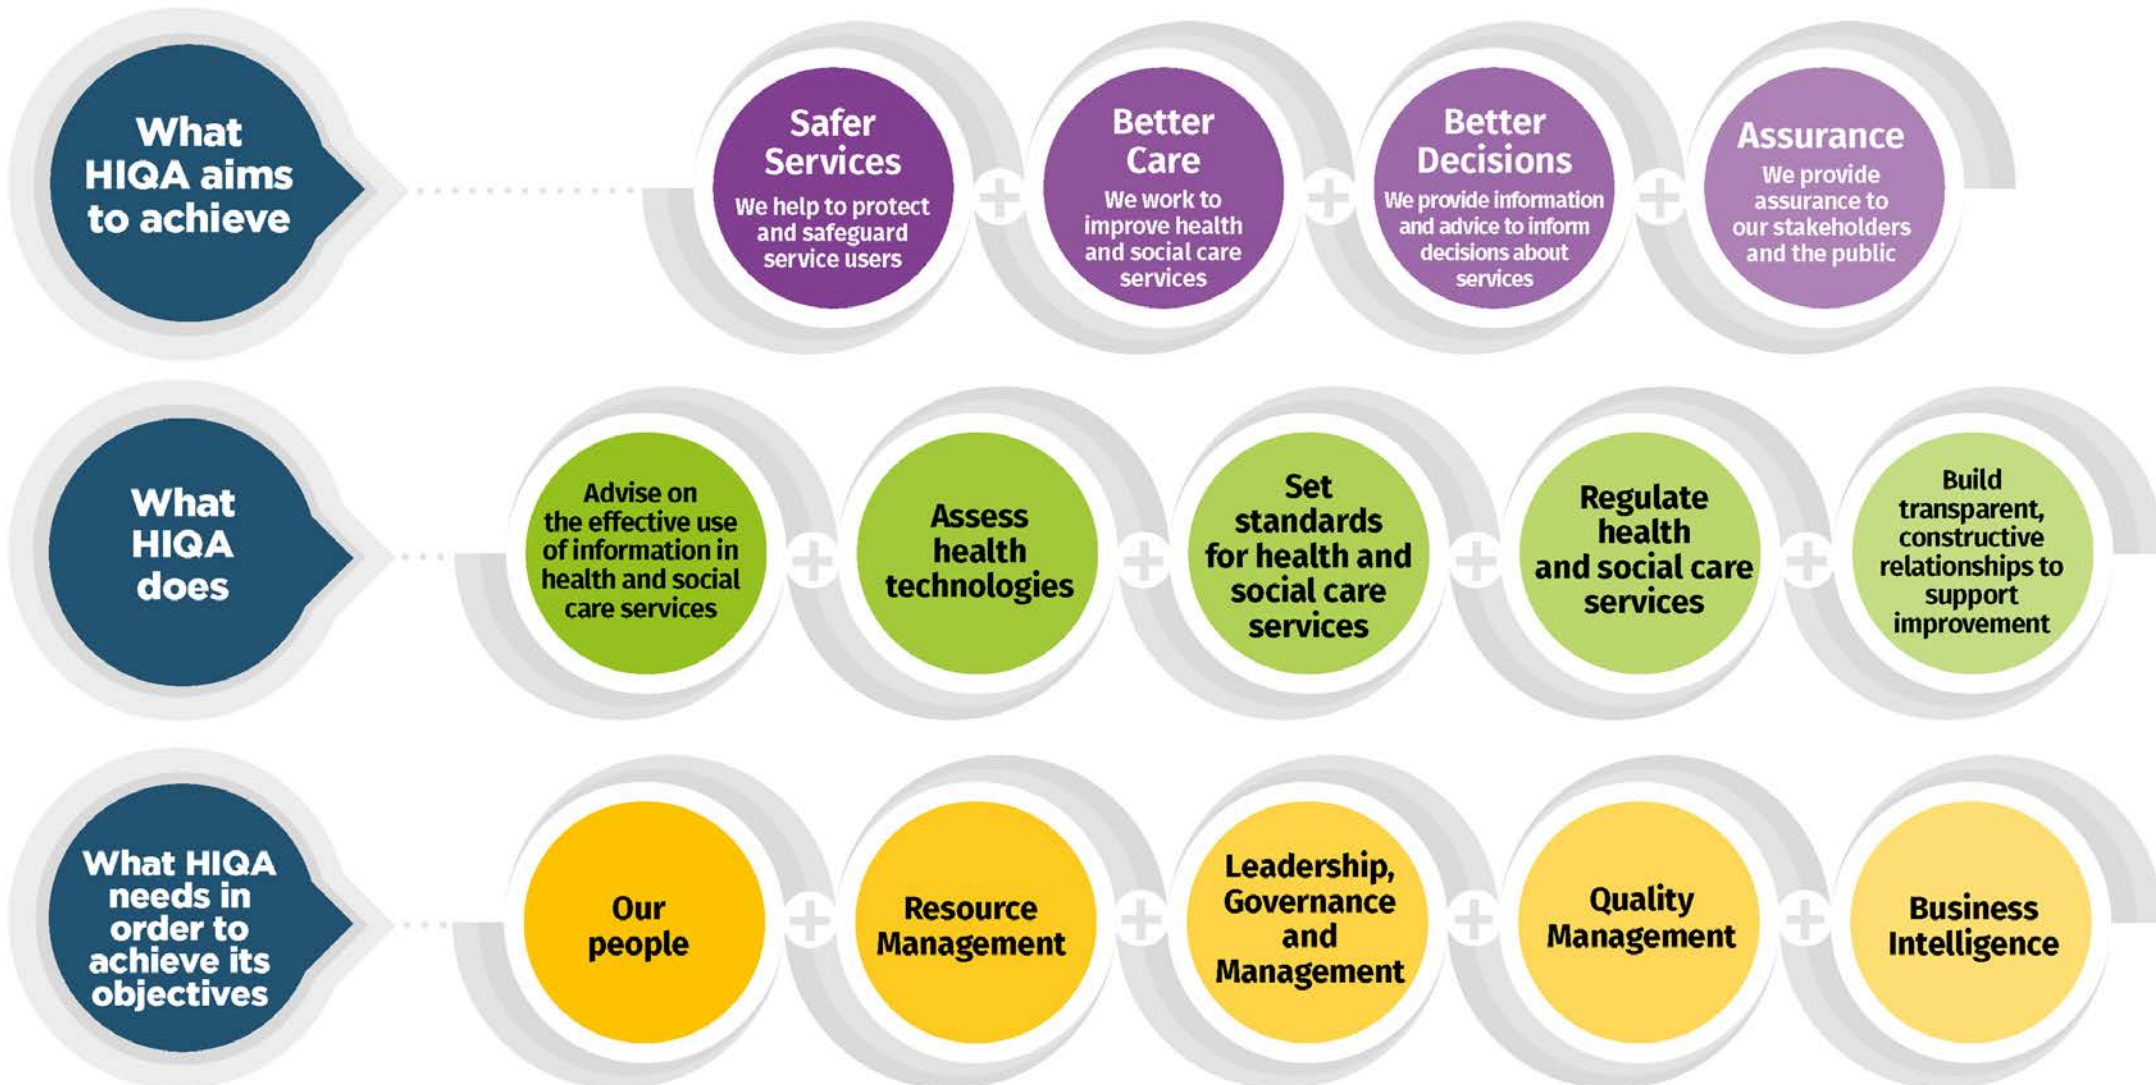 What
HIQA aims
to achieve
Safer
Services
We help to protect
and safeguard
service users
Better
Care
We work to
improve health
and social care
services
Better
Decisions
We provide information
and advice to inform
decisions about
services
Assurance
We provide
assurance to
our stakeholders
and the public
What
HIQA
does
Advise on
the effective use
of information in
health and social
care services
Assess
health
technologies
Set
standards
for health and
social care
services
Regulate
health
and social care
services
Build
transparent,
constructive
relationships to
support
improvement
What HIQA
needs in
order to
achieve its
objectives
Our
people
Resource
Management
Leadership,
Governance
and
Management
Quality
Management
Business
Intelligence